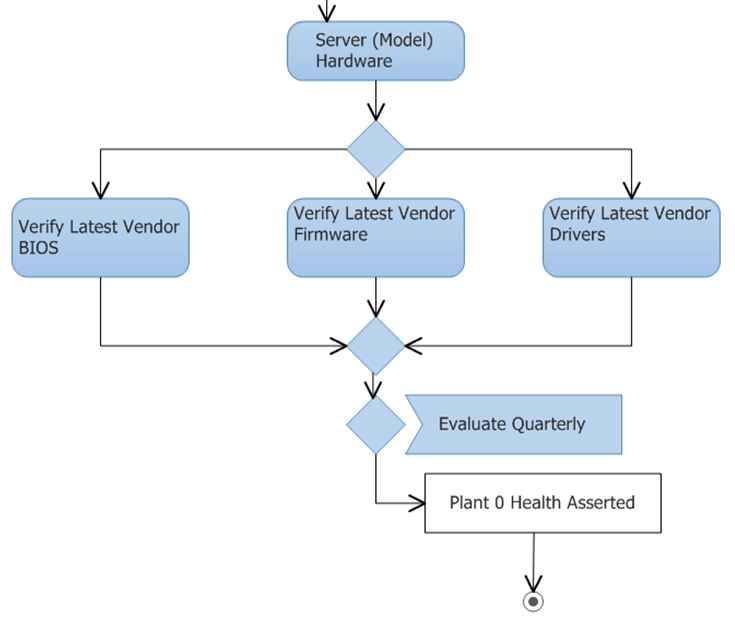 Server (Model)
Hardware
Verify Latest Vendor
BIOS
Verify Latest Vendor
Firmware
Verify Latest Vendor
Drivers
Evaluate Quarterly
Plant 0 Health Asserted